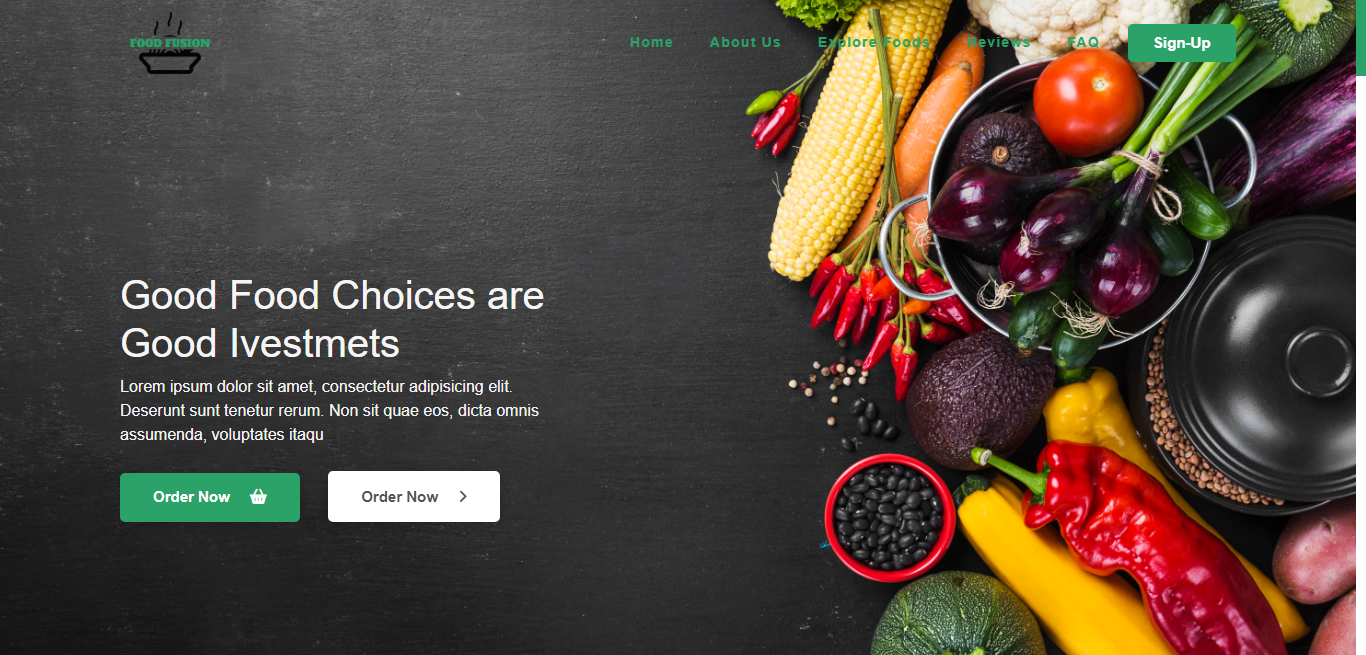 FOOD FUSION
Home About Us Explore Foods Reviews FAQ Sign-Up
Good Food Choices are
Good Ivestmets
Lorem ipsum dolor sit amet, consectetur adipisicing elit.
Deserunt sunt tenetur rerum. Non sit quae eos, dicta omnis
assumenda, voluptates itaqu
Order Now Order Now